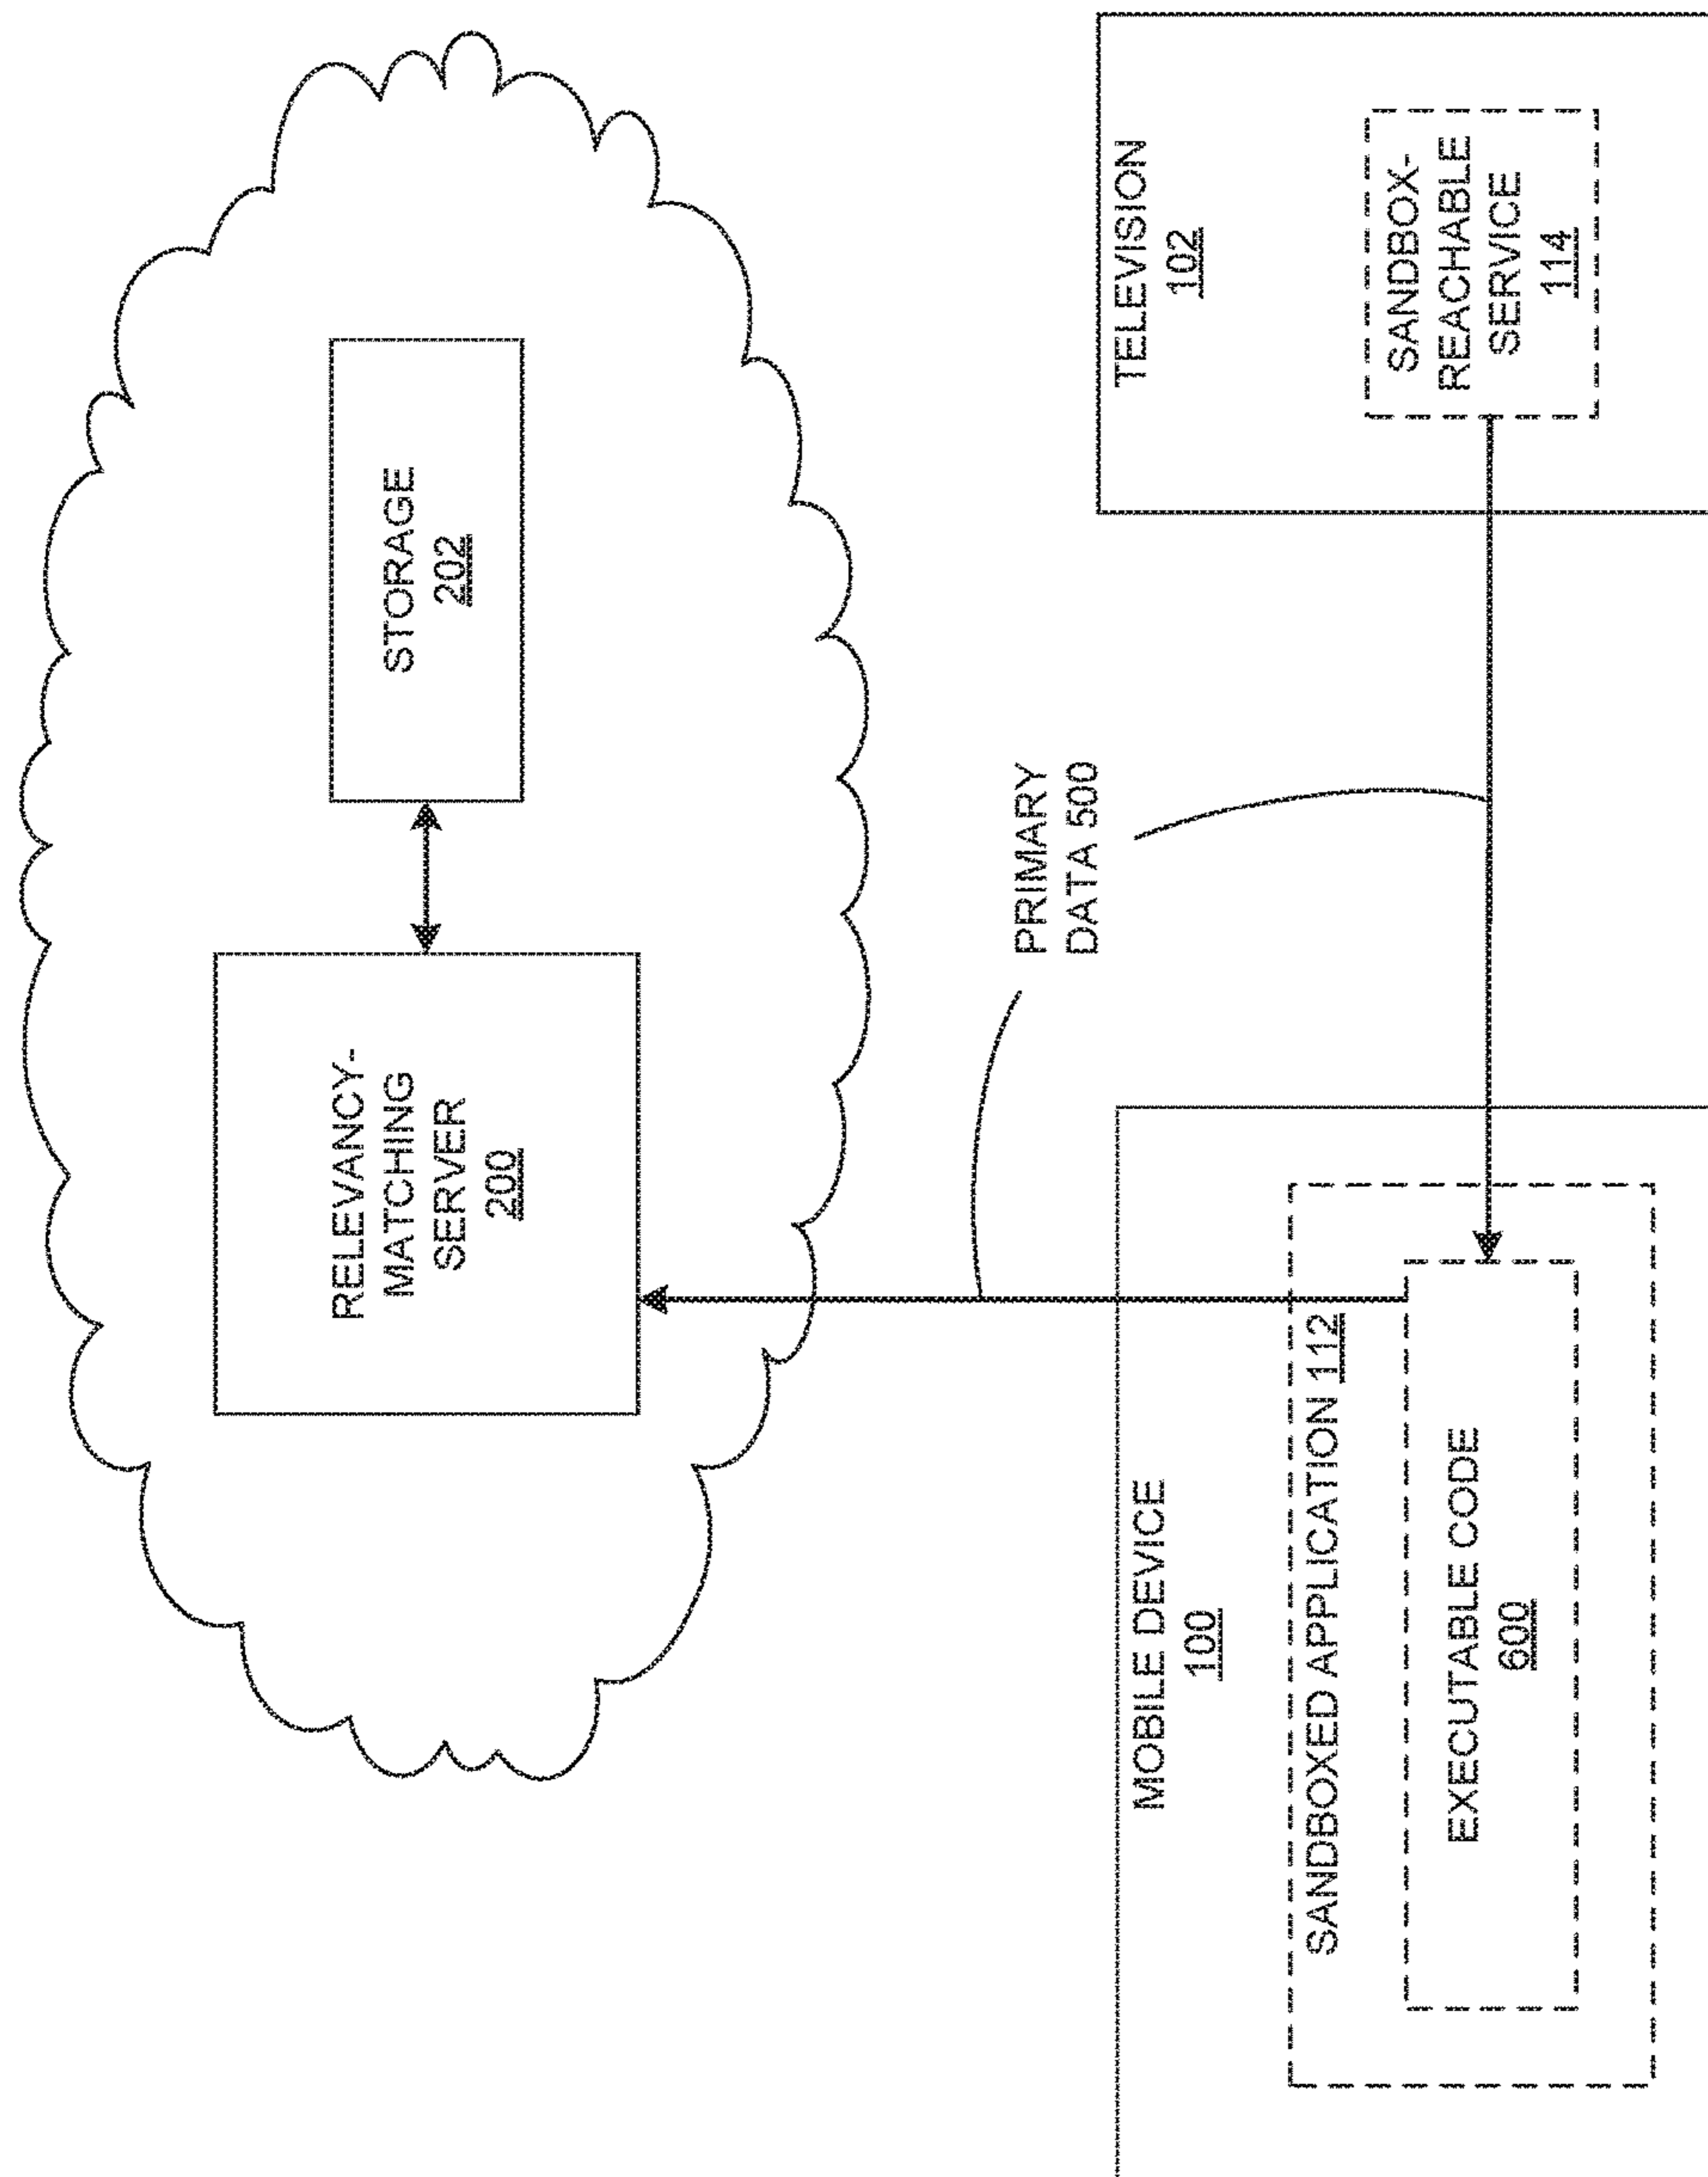 RELEVANCY-
MATCHING
SERVER
200
STORAGE
202
PRIMARY
DATA 500
MOBILE DEVICE
100
SANDBOXED APPLICATION 112
EXECUTABLE CODE
600
TELEVISION
102
SANDBOX-
REACHABLE
SERVICE
114